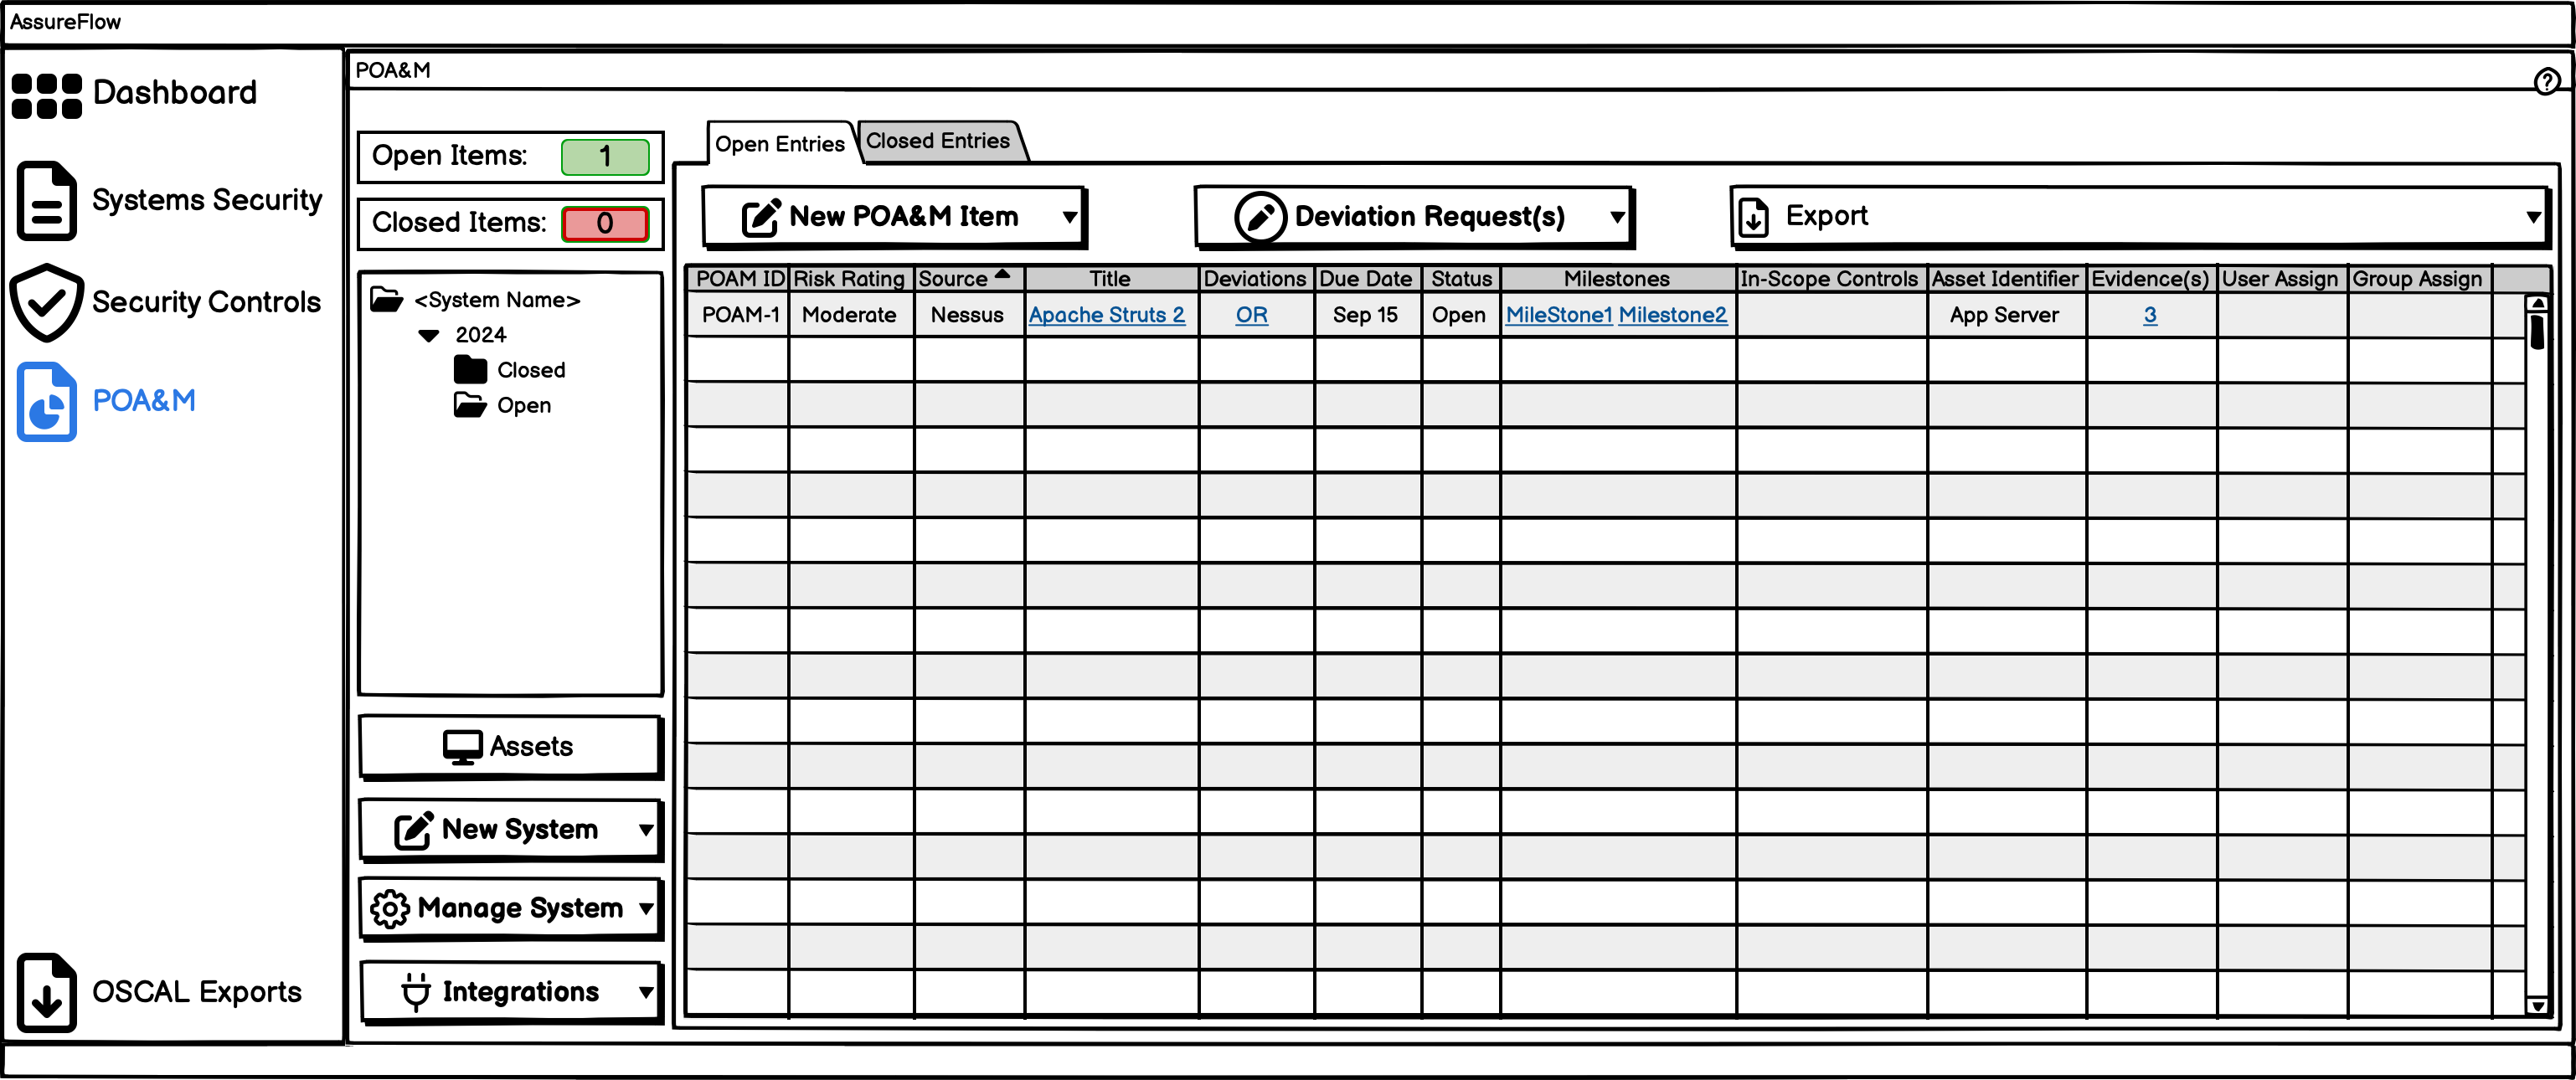 AssureFlow
Dashboard
Systems Security
Security Controls
POA&M
OSCAL Exports
POA&M
?
Open Items: 1
Closed Items: 0
<System Name>
2024
Closed
Open
Assets
New System
Manage System
Integrations
Open Entries Closed Entries
New POA&M Item Deviation Request(s) Export
POAM ID Risk Rating Source Title Deviations Due Date Status Milestones In-Scope Controls Asset Identifier Evidence(s) User Assign Group Assign
POAM-1 Moderate Nessus Apache Struts 2 OR Sep 15 Open MileStone1 Milestone2 App Server 3